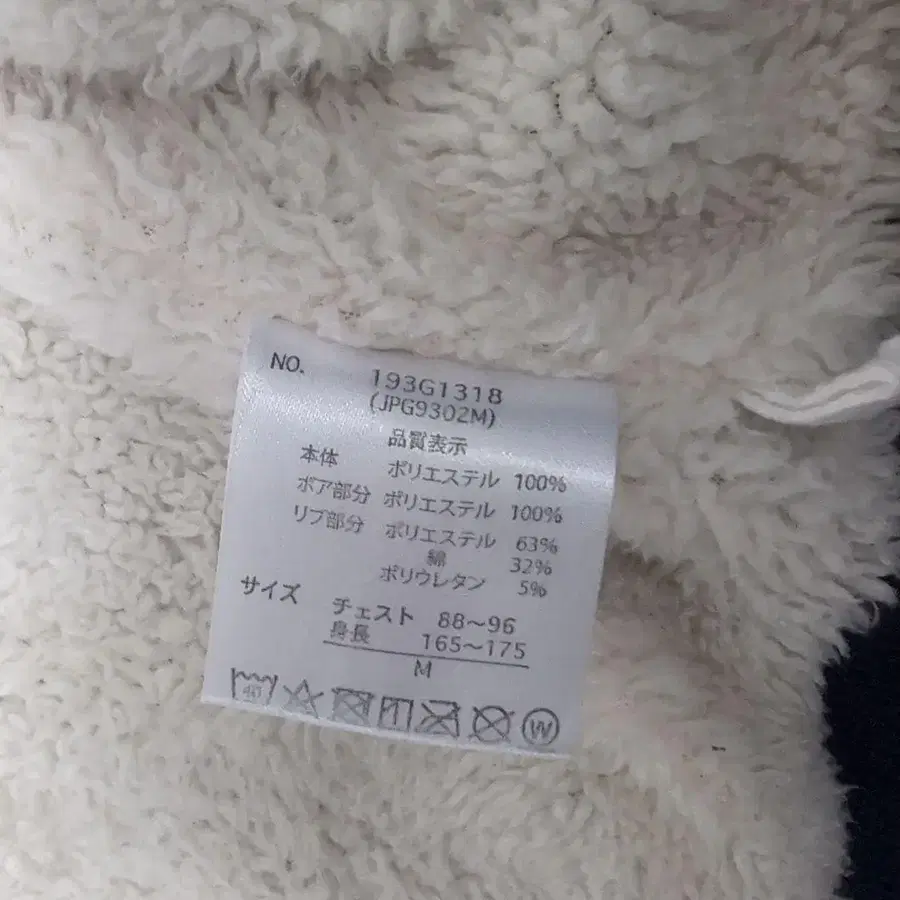 NO. 193G1318
(JPG9302M)
品質表示
本体 ポリエステル 100%
ボア部分 ポリエステル 100%
リブ部分 ポリエステル 63%
綿 32%
ポリウレタン 5%
サイズ
チェスト 88～96
身長 165～175
M
40 W